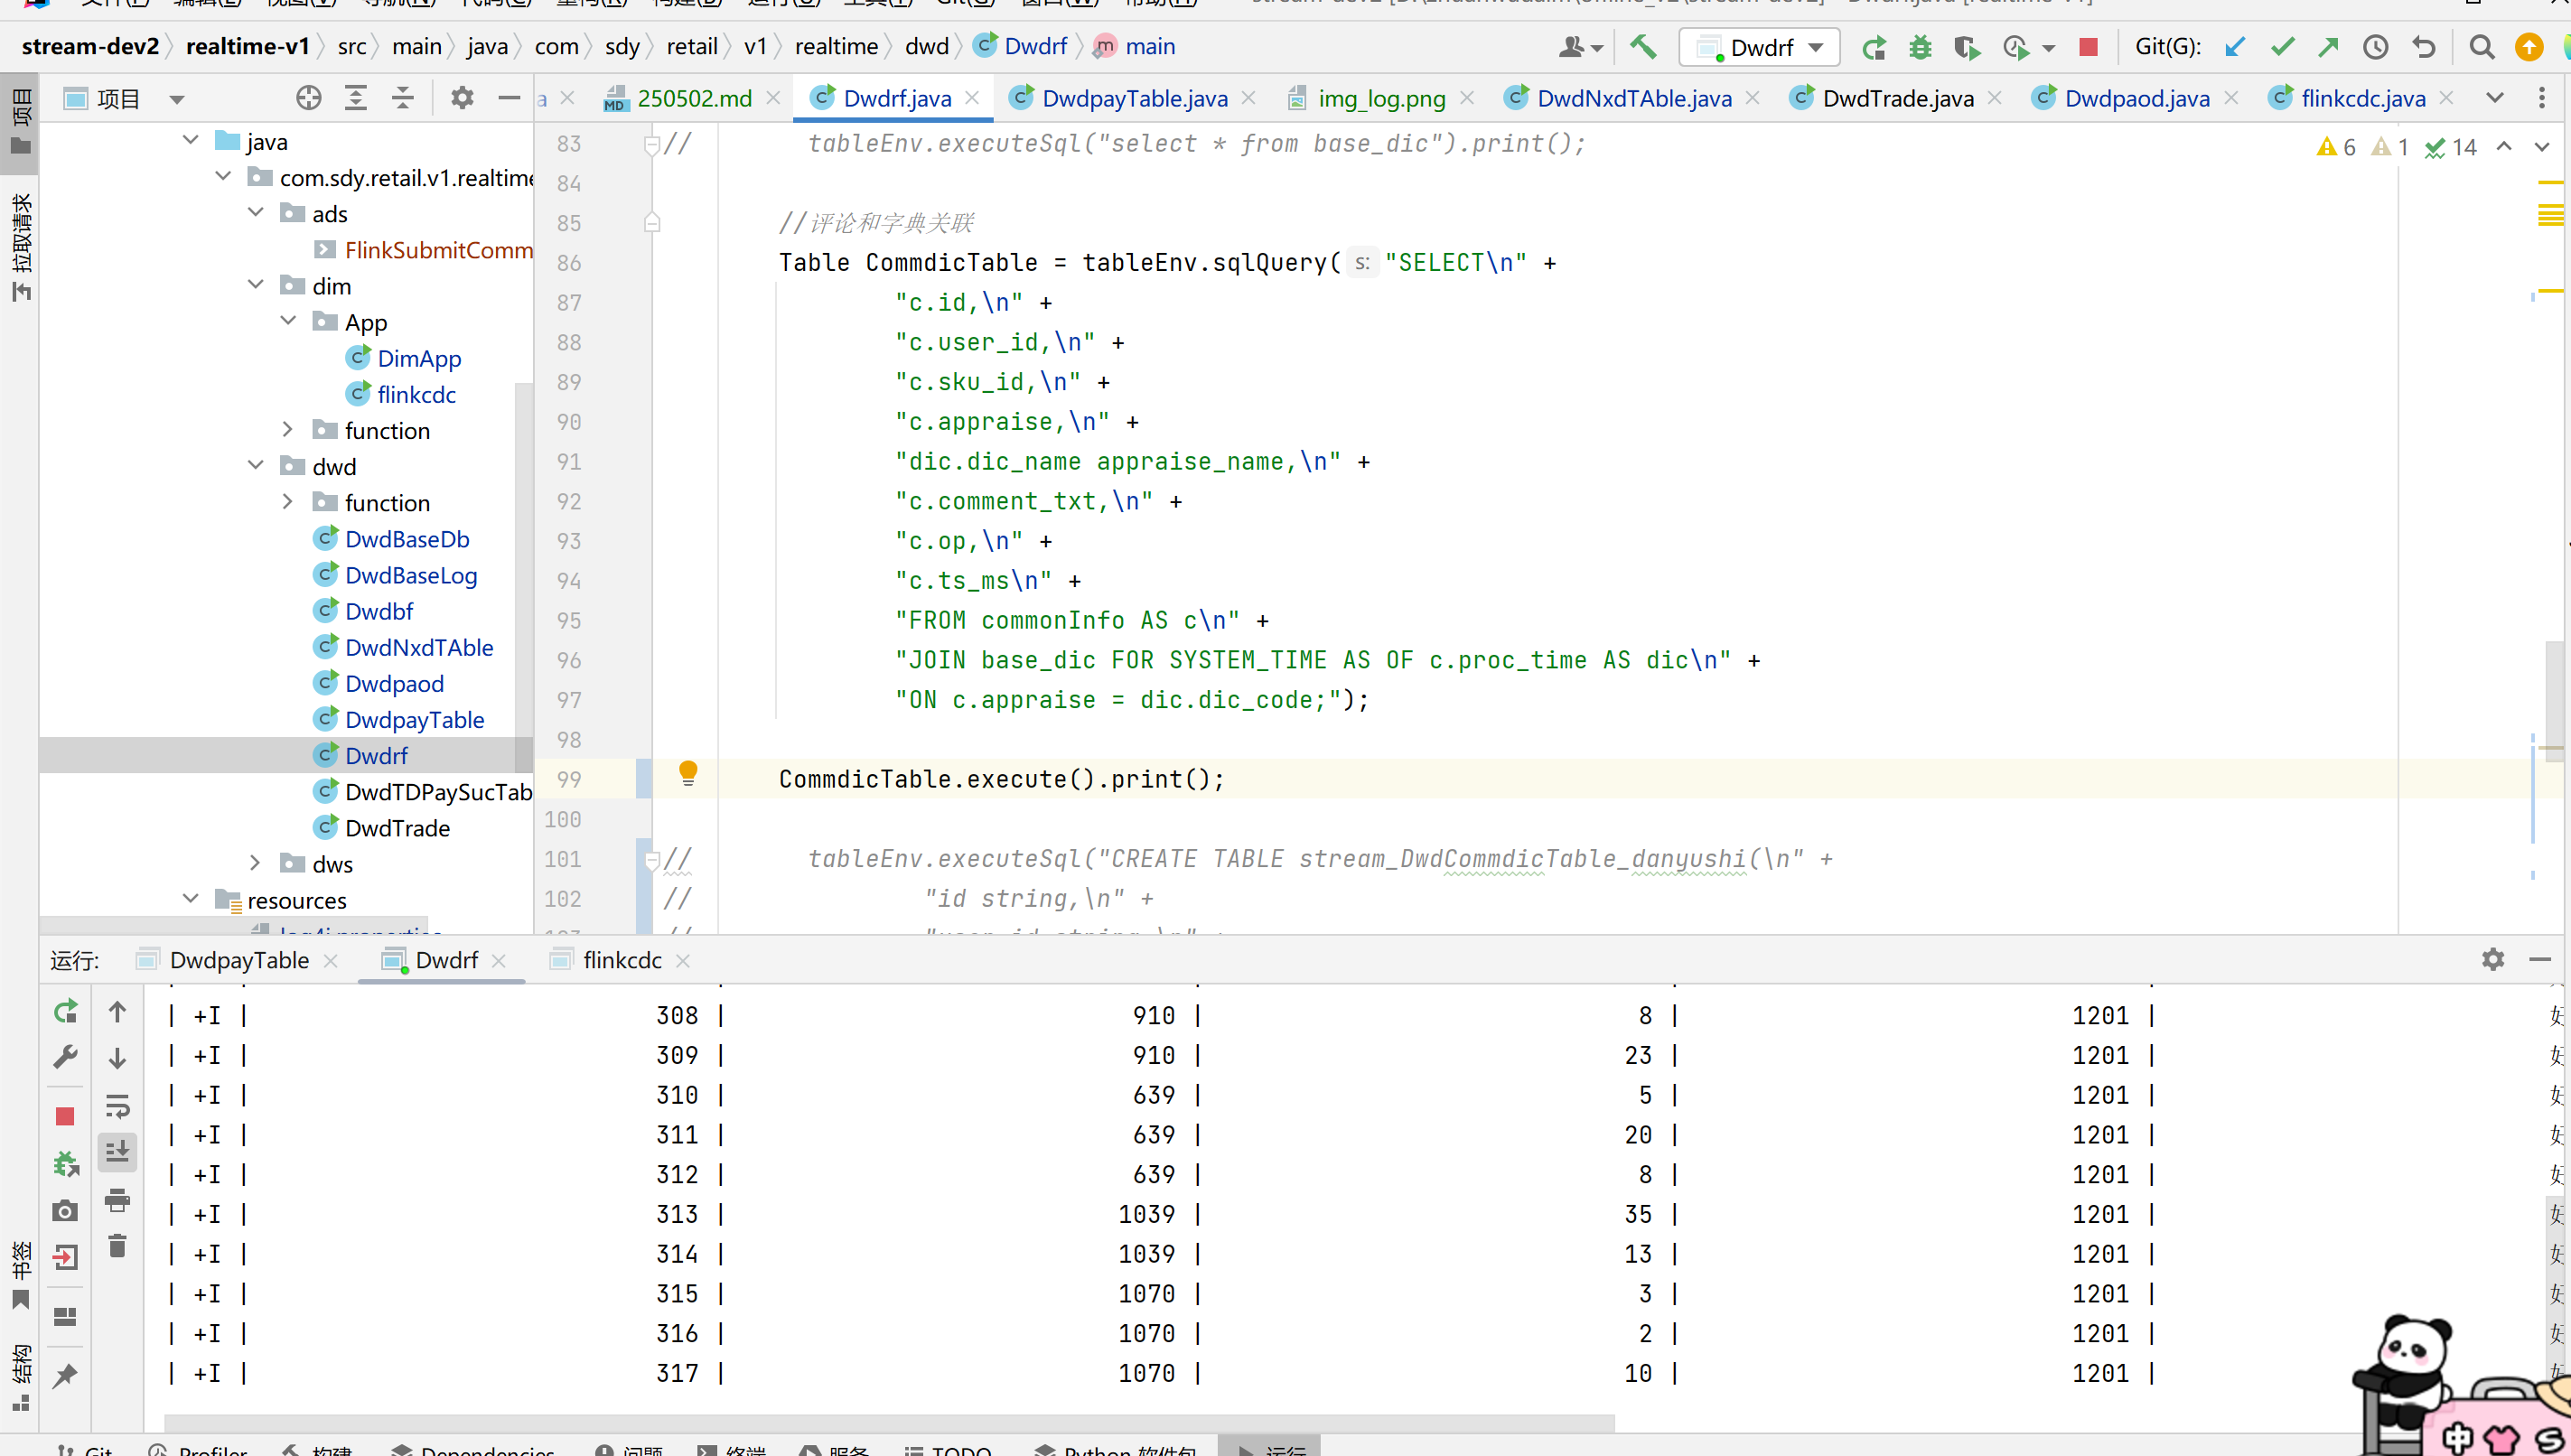 stream-dev2 realtime-v1 src main java com sdy retail v1 realtime dwd Dwdrf main Dwdrf Git(G):
项目 250502.md Dwdrf.java DwdpayTable.java img_log.png DwdNxdTAble.java DwdTrade.java Dwdpaod.java flinkcdc.java
项目
拉取请求
书签
结构
java
com.sdy.retail.v1.realtime
ads
FlinkSubmitComm
dim
App
DimApp
flinkcdc
function
dwd
function
DwdBaseDb
DwdBaseLog
Dwdbf
DwdNxdTAble
Dwdpaod
DwdpayTable
Dwdrf
DwdTDPaySucTab
DwdTrade
dws
resources
6 1 14
83 // tableEnv.executeSql("select * from base_dic").print();
84
85 //评论和字典关联
86 Table CommdicTable = tableEnv.sqlQuery( s: "SELECT\n" +
87 "c.id,\n" +
88 "c.user_id,\n" +
89 "c.sku_id,\n" +
90 "c.appraise,\n" +
91 "dic.dic_name appraise_name,\n" +
92 "c.comment_txt,\n" +
93 "c.op,\n" +
94 "c.ts_ms\n" +
95 "FROM commonInfo AS c\n" +
96 "JOIN base_dic FOR SYSTEM_TIME AS OF c.proc_time AS dic\n" +
97 "ON c.appraise = dic.dic_code;");
98
99 CommdicTable.execute().print();
100
101 // tableEnv.executeSql("CREATE TABLE stream_DwdCommdicTable_danyushi(\n" +
102 // "id string,\n" +
运行: DwdpayTable Dwdrf flinkcdc
| +I | 308 | 910 | 8 | 1201 |
| +I | 309 | 910 | 23 | 1201 |
| +I | 310 | 639 | 5 | 1201 |
| +I | 311 | 639 | 20 | 1201 |
| +I | 312 | 639 | 8 | 1201 |
| +I | 313 | 1039 | 35 | 1201 |
| +I | 314 | 1039 | 13 | 1201 |
| +I | 315 | 1070 | 3 | 1201 |
| +I | 316 | 1070 | 2 | 1201 |
| +I | 317 | 1070 | 10 | 1201 |
Git Profiler 构建 Dependencies 问题 终端 服务 TODO Python 软件包 运行
中 S